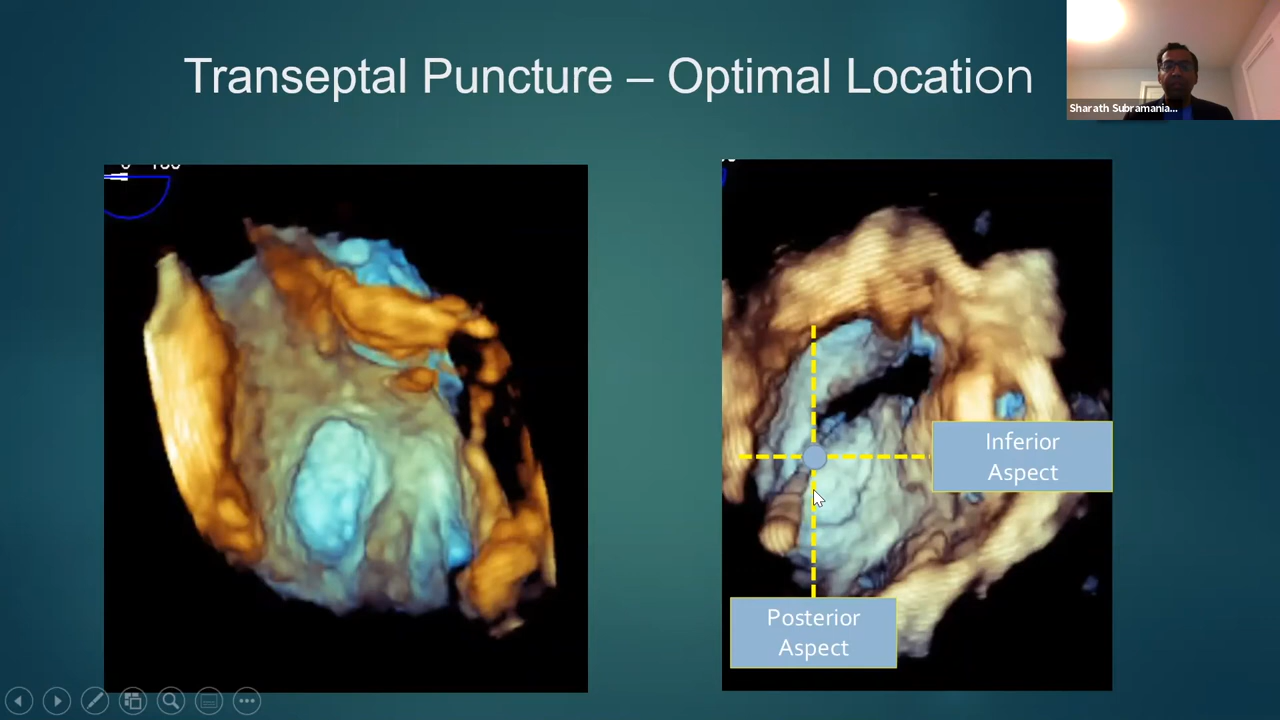 Transeptal Puncture – Optimal Location
Sharath Subramania...
Inferior
Aspect
Posterior
Aspect